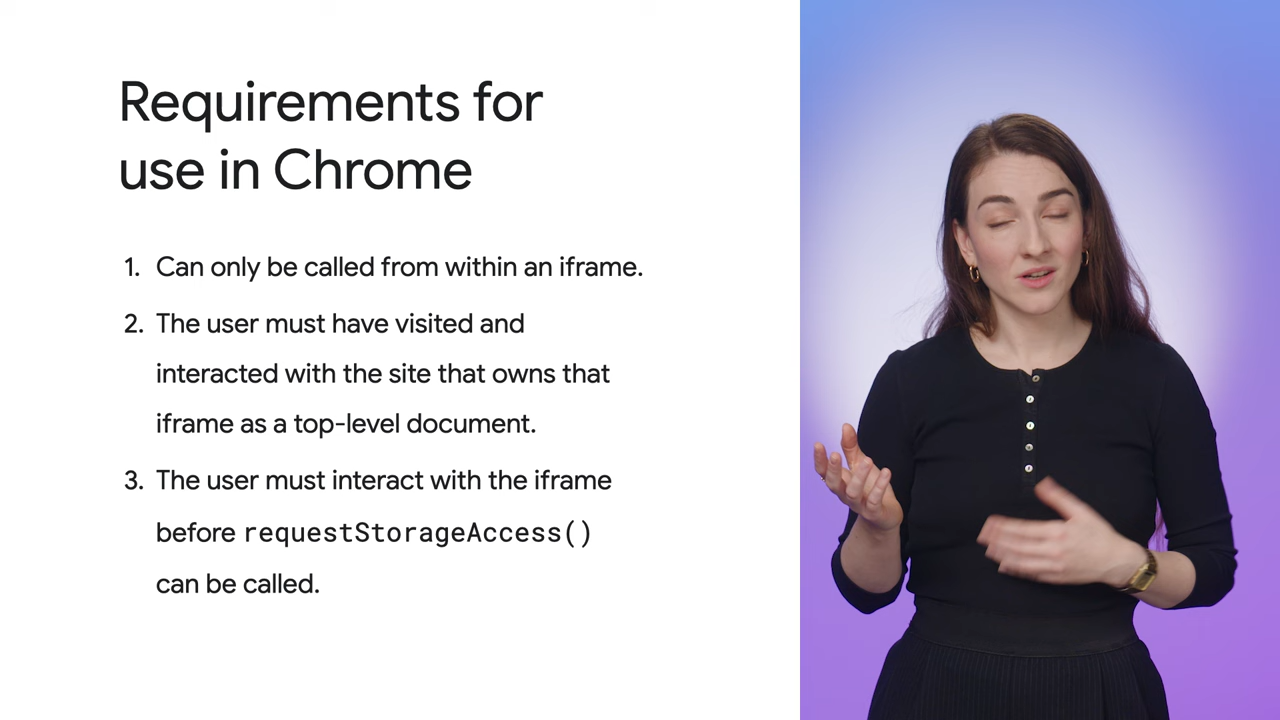 Requirements for
use in Chrome
1. Can only be called from within an iframe.
2. The user must have visited and
interacted with the site that owns that
iframe as a top-level document.
3. The user must interact with the iframe
before requestStorageAccess()
can be called.